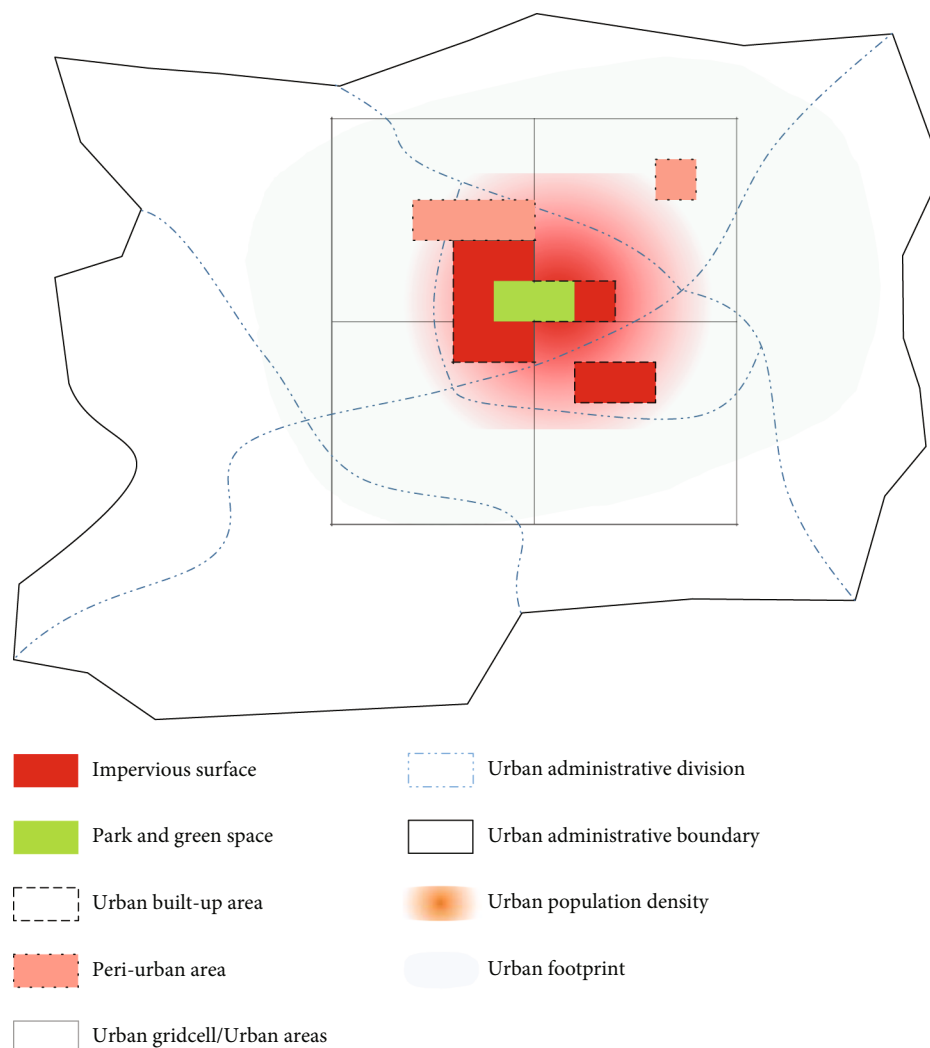 Impervious surface
Park and green space
Urban built-up area
Peri-urban area
Urban gridcell/Urban areas
Urban administrative division
Urban administrative boundary
Urban population density
Urban footprint